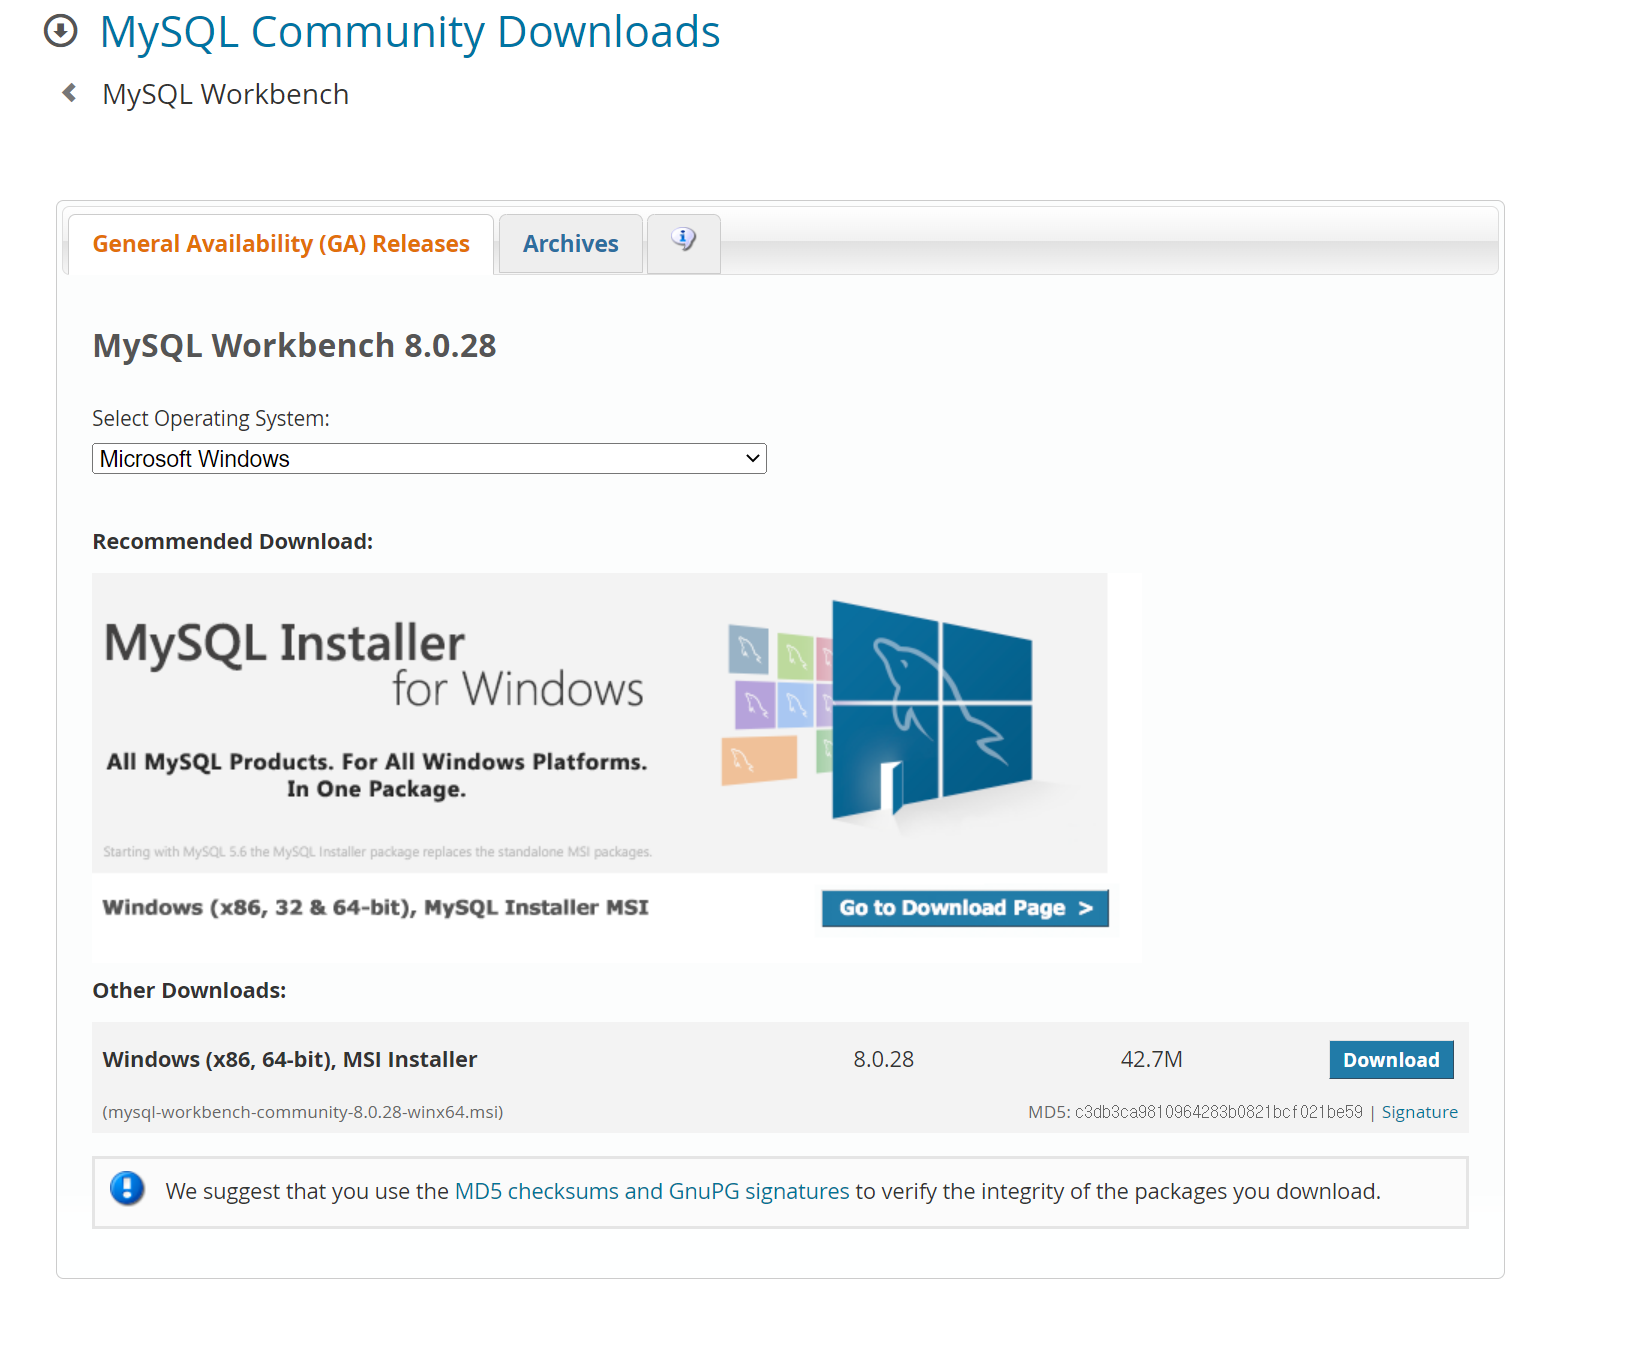 MySQL Community Downloads
MySQL Workbench
General Availability (GA) Releases
Archives
MySQL Workbench 8.0.28
Select Operating System:
Microsoft Windows
Recommended Download:
MySQL Installer
for Windows
All MySQL Products. For All Windows Platforms.
In One Package.
Starting with MySQL 5.6 the MySQL Installer package replaces the standalone MSI packages.
Windows (x86, 32 & 64-bit), MySQL Installer MSI
Go to Download Page >
Other Downloads:
Windows (x86, 64-bit), MSI Installer 8.0.28 42.7M Download
(mysql-workbench-community-8.0.28-winx64.msi) MD5: c3db3ca9810964283b0821bcf021be59 | Signature
We suggest that you use the MD5 checksums and GnuPG signatures to verify the integrity of the packages you download.